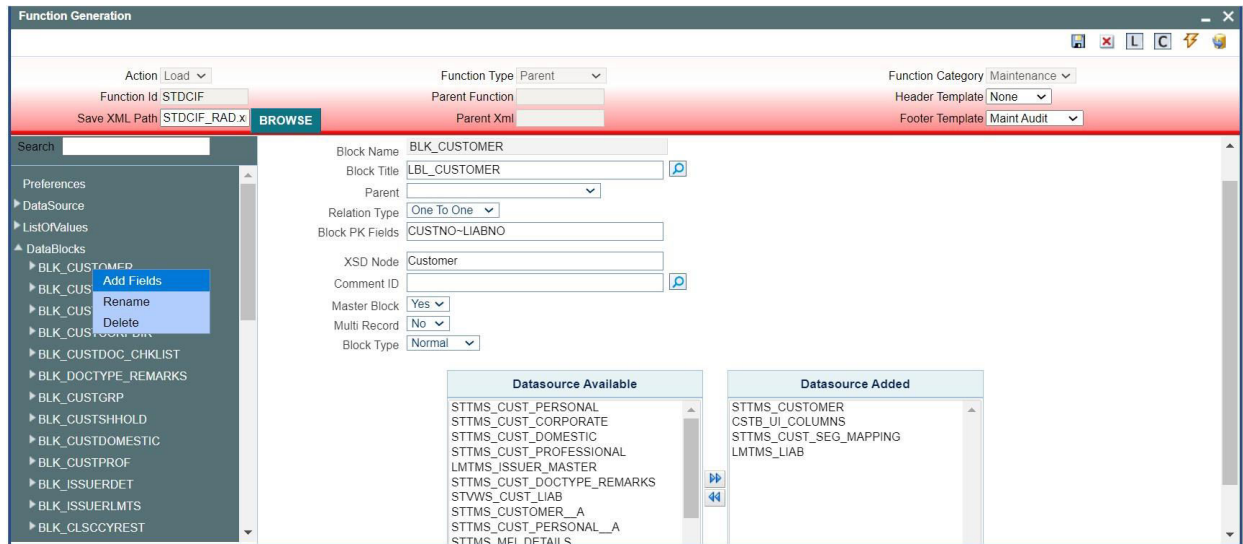 Function Generation
L C
Action Load Function Type Parent Function Category Maintenance
Function Id STDCIF Parent Function Header Template None
Save XML Path STDCIF_RAD.x BROWSE Parent Xml Footer Template Maint Audit
Search
Preferences
DataSource
ListOfValues
DataBlocks
BLK_CUSTOMER
BLK_CUS
BLK_CUS
BLK_CUS
BLK_CUSTDOC_CHKLIST
BLK_DOCTYPE_REMARKS
BLK_CUSTGRP
BLK_CUSTSHHOLD
BLK_CUSTDOMESTIC
BLK_CUSTPROF
BLK_ISSUERDET
BLK_ISSUERLMTS
BLK_CLSCCYREST
Add Fields
Rename
Delete
Block Name BLK_CUSTOMER
Block Title LBL_CUSTOMER
Parent
Relation Type One To One
Block PK Fields CUSTNO~LIABNO
XSD Node Customer
Comment ID
Master Block Yes
Multi Record No
Block Type Normal
Datasource Available
STTMS_CUST_PERSONAL
STTMS_CUST_CORPORATE
STTMS_CUST_DOMESTIC
STTMS_CUST_PROFESSIONAL
LMTMS_ISSUER_MASTER
STTMS_CUST_DOCTYPE_REMARKS
STVWS_CUST_LIAB
STTMS_CUSTOMER__A
STTMS_CUST_PERSONAL__A
STTMS_MFI_DETAILS
Datasource Added
STTMS_CUSTOMER
CSTB_UI_COLUMNS
STTMS_CUST_SEG_MAPPING
LMTMS_LIAB